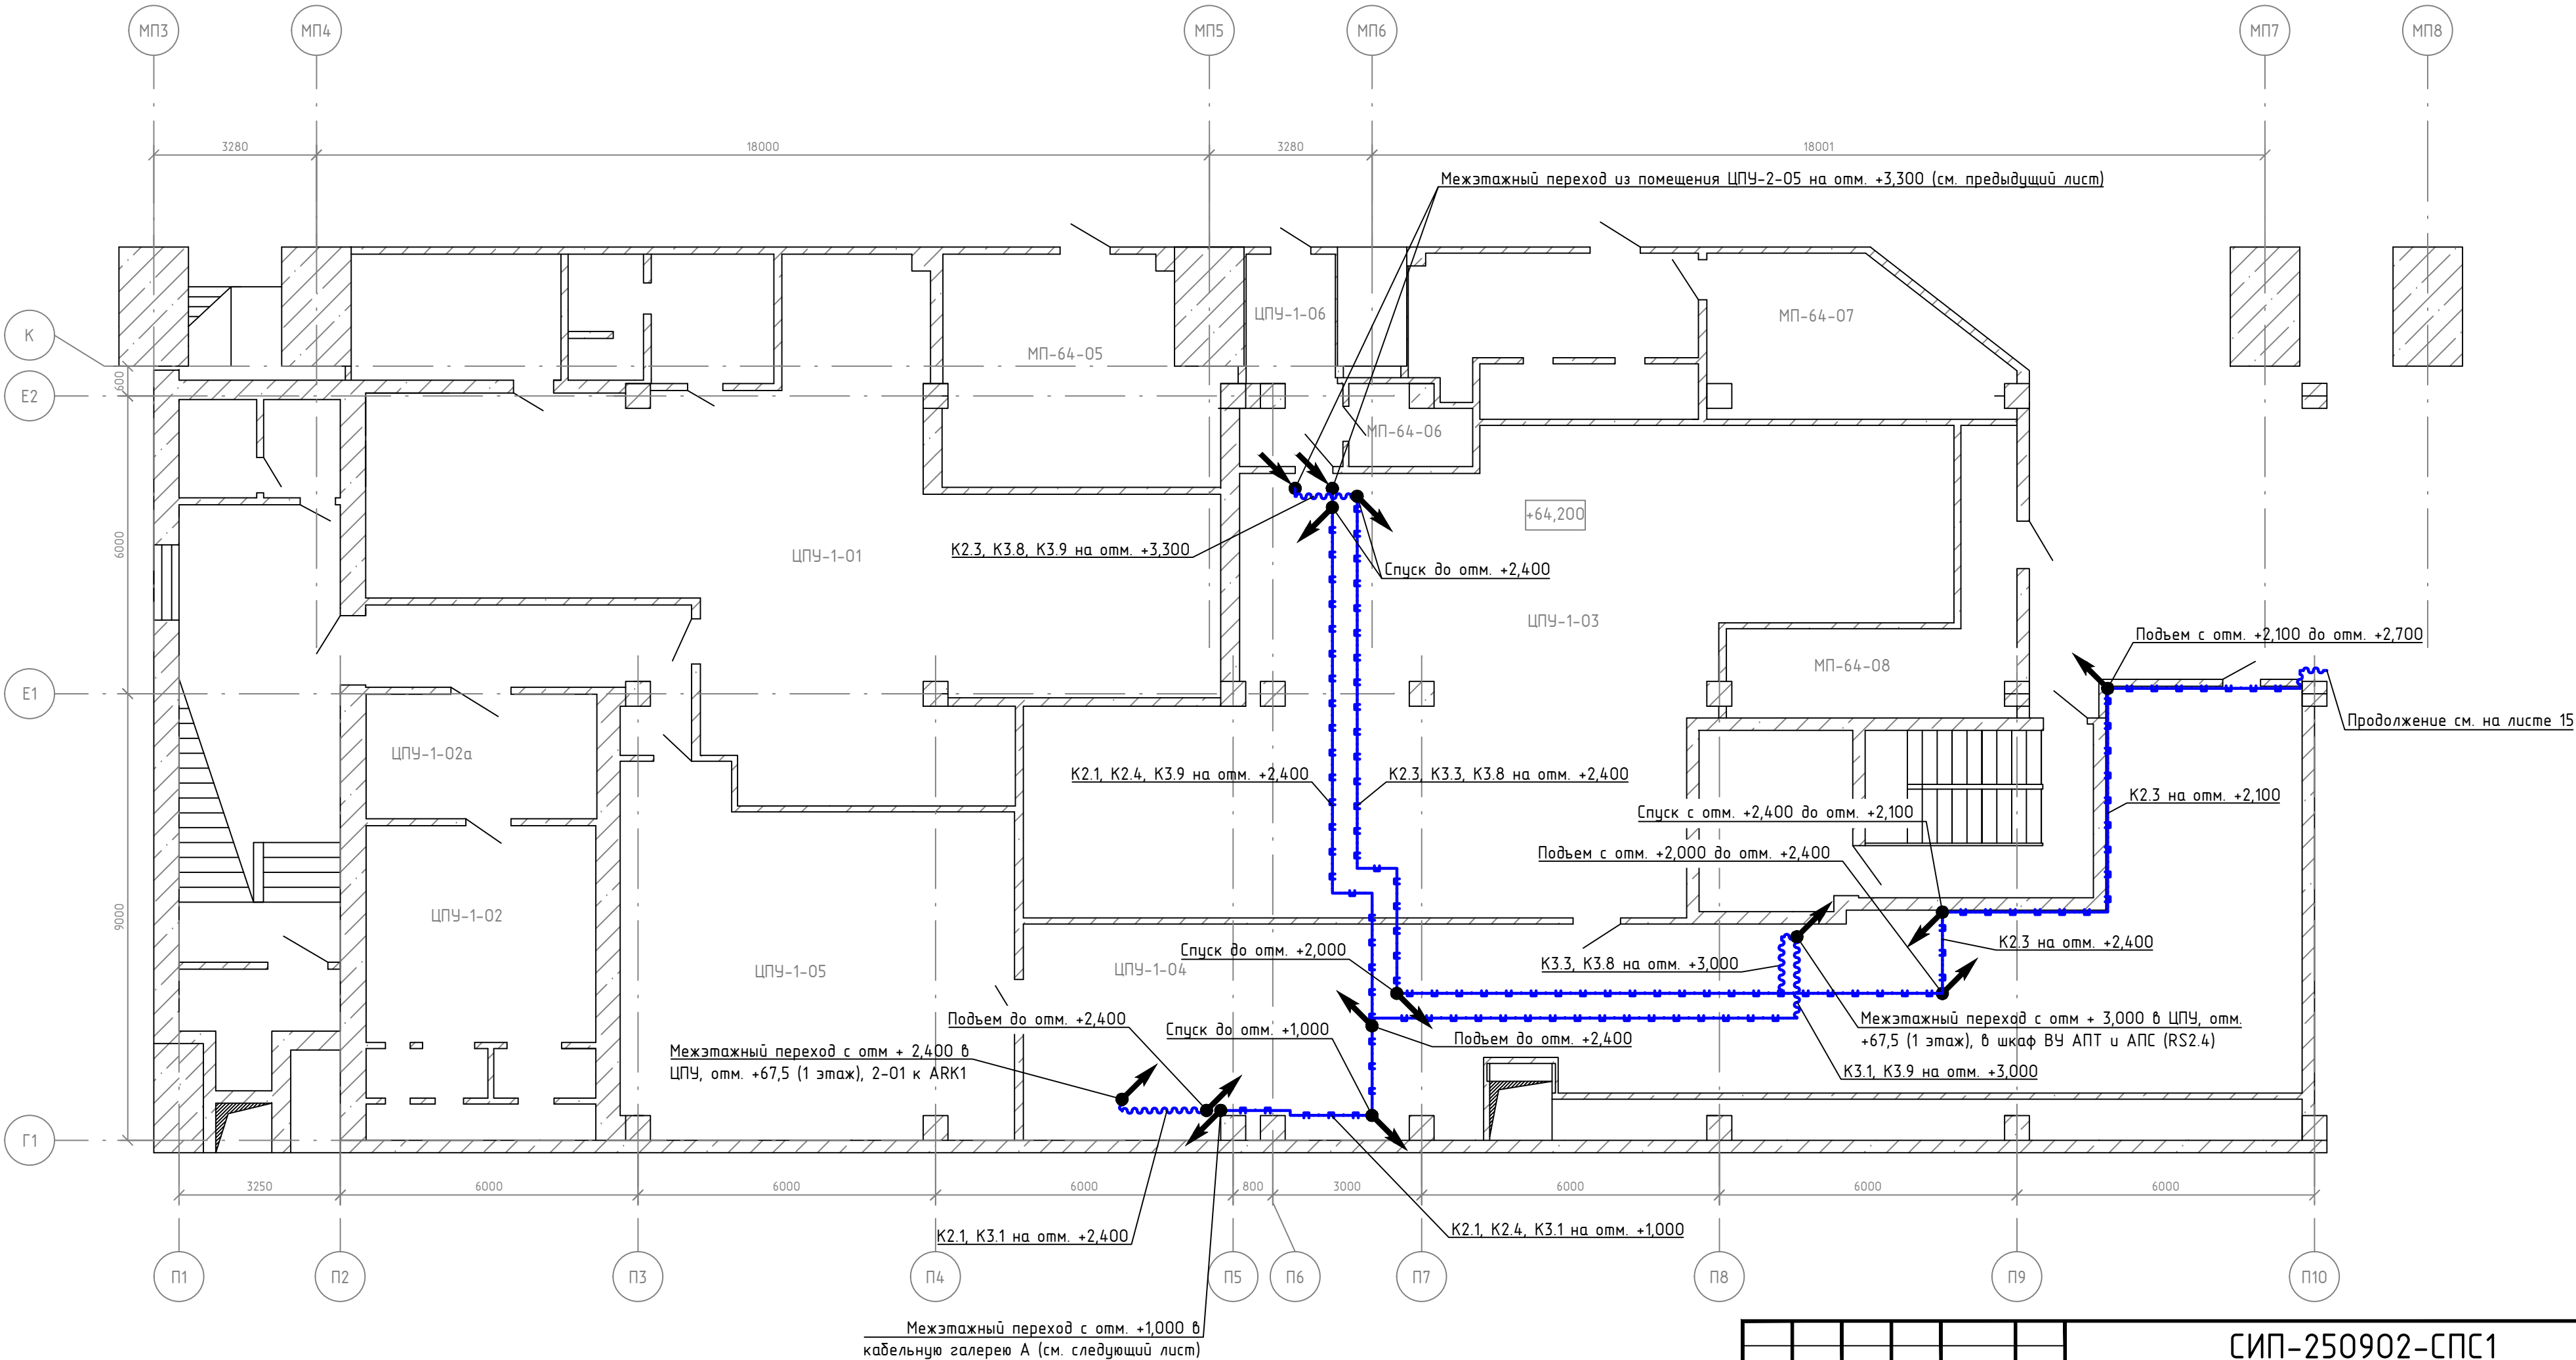 МП3
МП4
МП5
МП6
МП7
МП8
3280
18000
3280
18001
Межэтажный переход из помещения ЦПУ-2-05 на отм. +3,300 (см. предыдущий лист)
К
Е2
Е1
Г1
600
6000
9000
МП-64-05
ЦПУ-1-06
МП-64-07
МП-64-06
+64,200
ЦПУ-1-01
К2.3, К3.8, К3.9 на отм. +3,300
Спуск до отм. +2,400
ЦПУ-1-03
МП-64-08
Подъем с отм. +2,100 до отм. +2,700
Продолжение см. на листе 15
ЦПУ-1-02а
К2.1, К2.4, К3.9 на отм. +2,400
К2.3, К3.3, К3.8 на отм. +2,400
К2.3 на отм. +2,100
Спуск с отм. +2,400 до отм. +2,100
Подъем с отм. +2,000 до отм. +2,400
ЦПУ-1-02
ЦПУ-1-05
ЦПУ-1-04
Спуск до отм. +2,000
К3.3, К3.8 на отм. +3,000
К2.3 на отм. +2,400
Подъем до отм. +2,400
Спуск до отм. +1,000
Подъем до отм. +2,400
Межэтажный переход с отм + 3,000 в ЦПУ, отм.
+67,5 (1 этаж), в шкаф ВУ АПТ и АПС (RS2.4)
Межэтажный переход с отм + 2,400 в
ЦПУ, отм. +67,5 (1 этаж), 2-01 к ARK1
К3.1, К3.9 на отм. +3,000
3250
6000
6000
6000
800
3000
6000
6000
6000
К2.1, К3.1 на отм. +2,400
К2.1, К2.4, К3.1 на отм. +1,000
П1
П2
П3
П4
П5
П6
П7
П8
П9
П10
Межэтажный переход с отм. +1,000 в
кабельную галерею А (см. следующий лист)
СИП-250902-СПС1